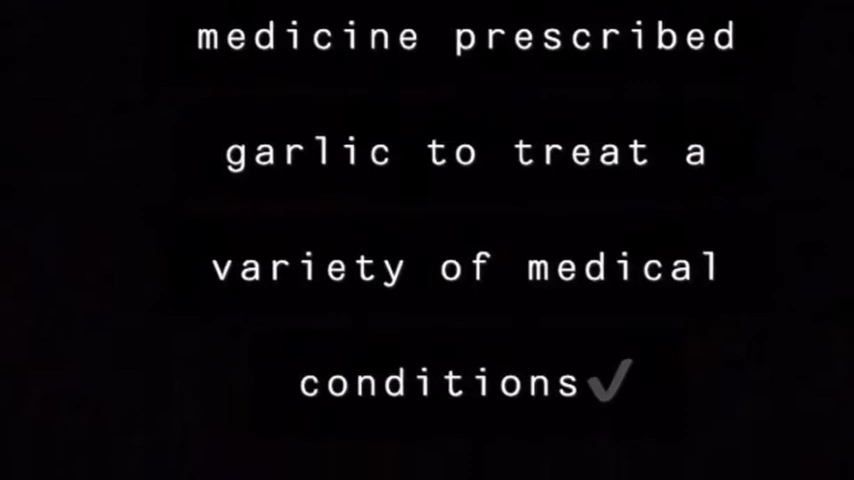 medicine prescribed
garlic to treat a
variety of medical
conditions✔